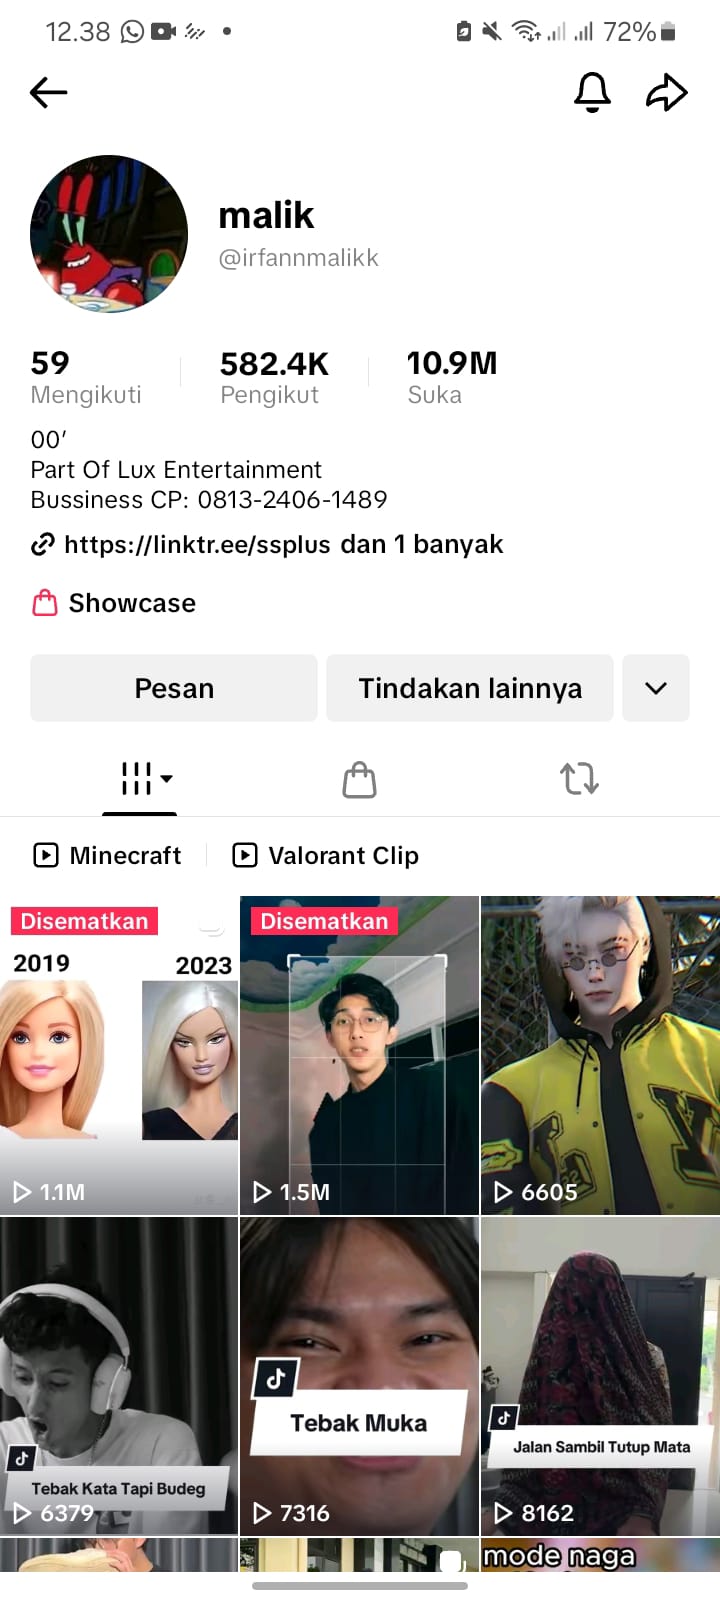 12.38
72%
malik
@irfannmalikk
59
582.4K
10.9M
Mengikuti
Pengikut
Suka
00’
Part Of Lux Entertainment
Bussiness CP: 0813-2406-1489
https://linktr.ee/ssplus dan 1 banyak
Showcase
Pesan
Tindakan lainnya
Minecraft
Valorant Clip
Disematkan
2019
2023
1.1M
Disematkan
1.5M
6605
Tebak Kata Tapi Budeg
6379
Tebak Muka
7316
Jalan Sambil Tutup Mata
8162
mode naga